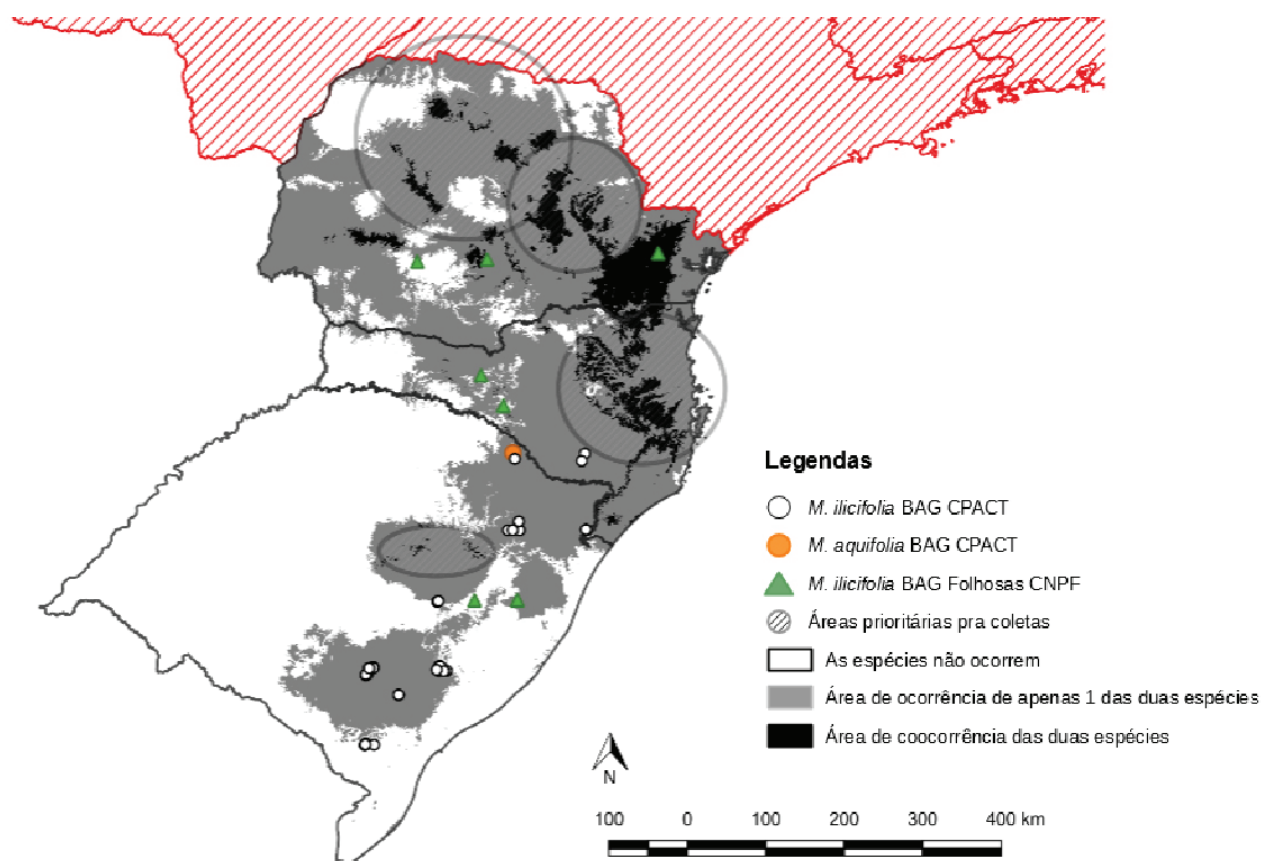 Legendas
M. ilicifolia BAG CPACT
M. aquifolia BAG CPACT
M. ilicifolia BAG Folhosas CNPF
Áreas prioritárias pra coletas
As espécies não ocorrem
Área de ocorrência de apenas 1 das duas espécies
Área de coocorrência das duas espécies
N
100 0 100 200 300 400 km